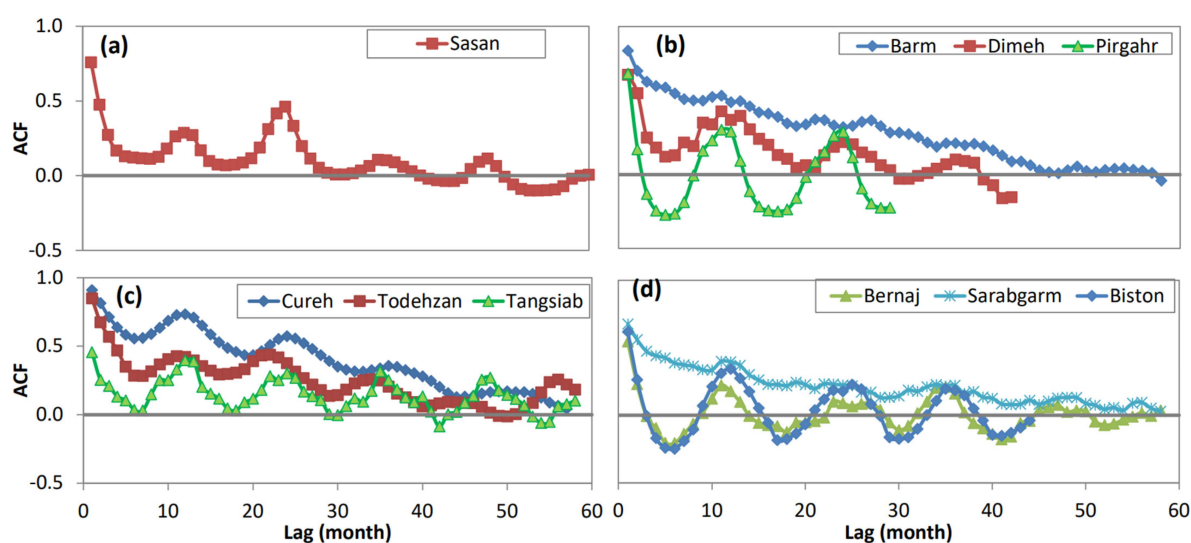 1.0
(a)
Sasan
0.5
ACF
0.0
-0.5
(b)
Barm Dimeh Pirgahr
1.0
(c)
Cureh Todehzan Tangsiab
0.5
ACF
0.0
-0.5
0 10 20 30 40 50 60
Lag (month)
(d)
Bernaj Sarabgarm Biston
0 10 20 30 40 50 60
Lag (month)